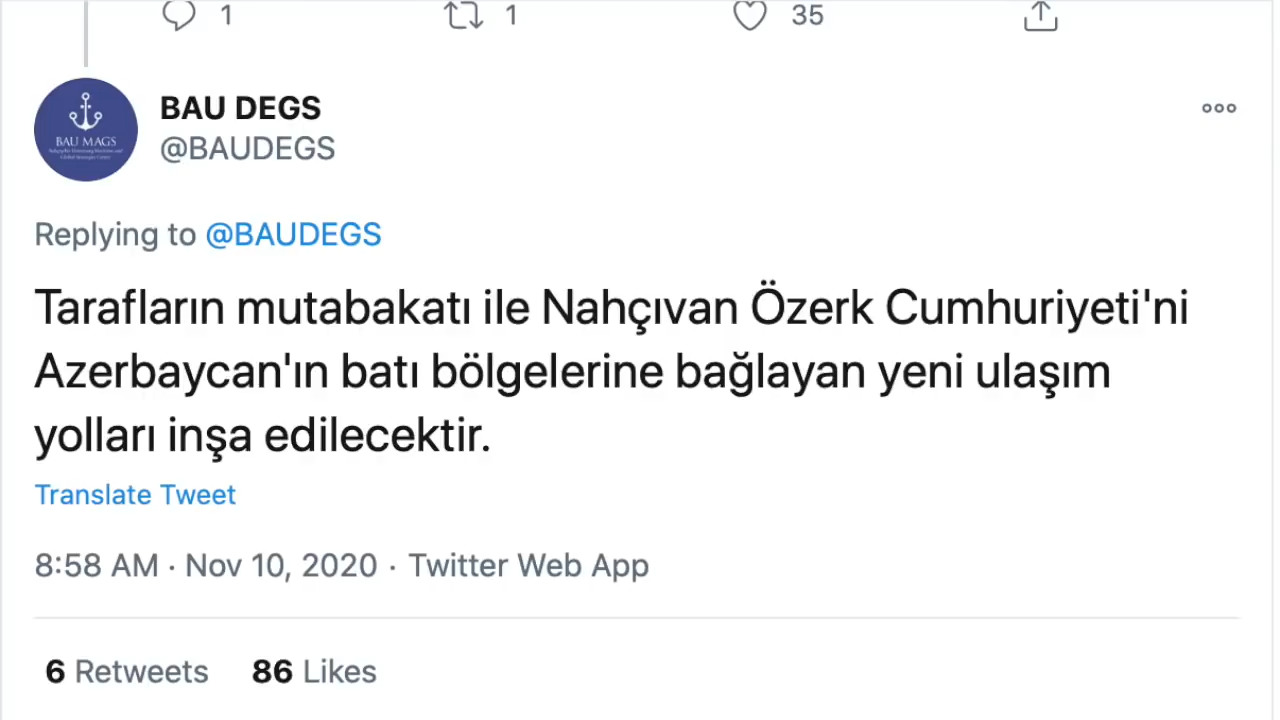 1 1 35
BAU DEGS
@BAUDEGS
BAU MAGS
Replying to @BAUDEGS
Tarafların mutabakatı ile Nahçıvan Özerk Cumhuriyeti'ni
Azerbaycan'ın batı bölgelerine bağlayan yeni ulaşım
yolları inşa edilecektir.
Translate Tweet
8:58 AM · Nov 10, 2020 · Twitter Web App
6 Retweets 86 Likes